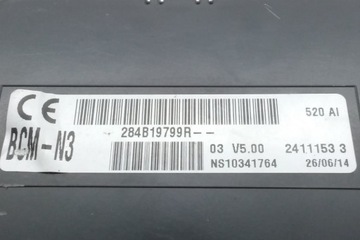 CE
520 AI
284B19799R--
BCM-N3
03 V5.00 2411153 3
NS10341764 26/06/14